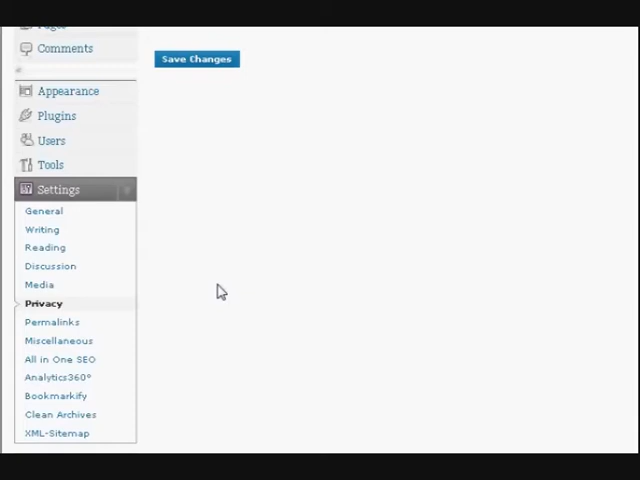 Comments
Save Changes
Appearance
Plugins
Users
Tools
Settings
General
Writing
Reading
Discussion
Media
Privacy
Permalinks
Miscellaneous
All in One SEO
Analytics360°
Bookmarkify
Clean Archives
XML-Sitemap